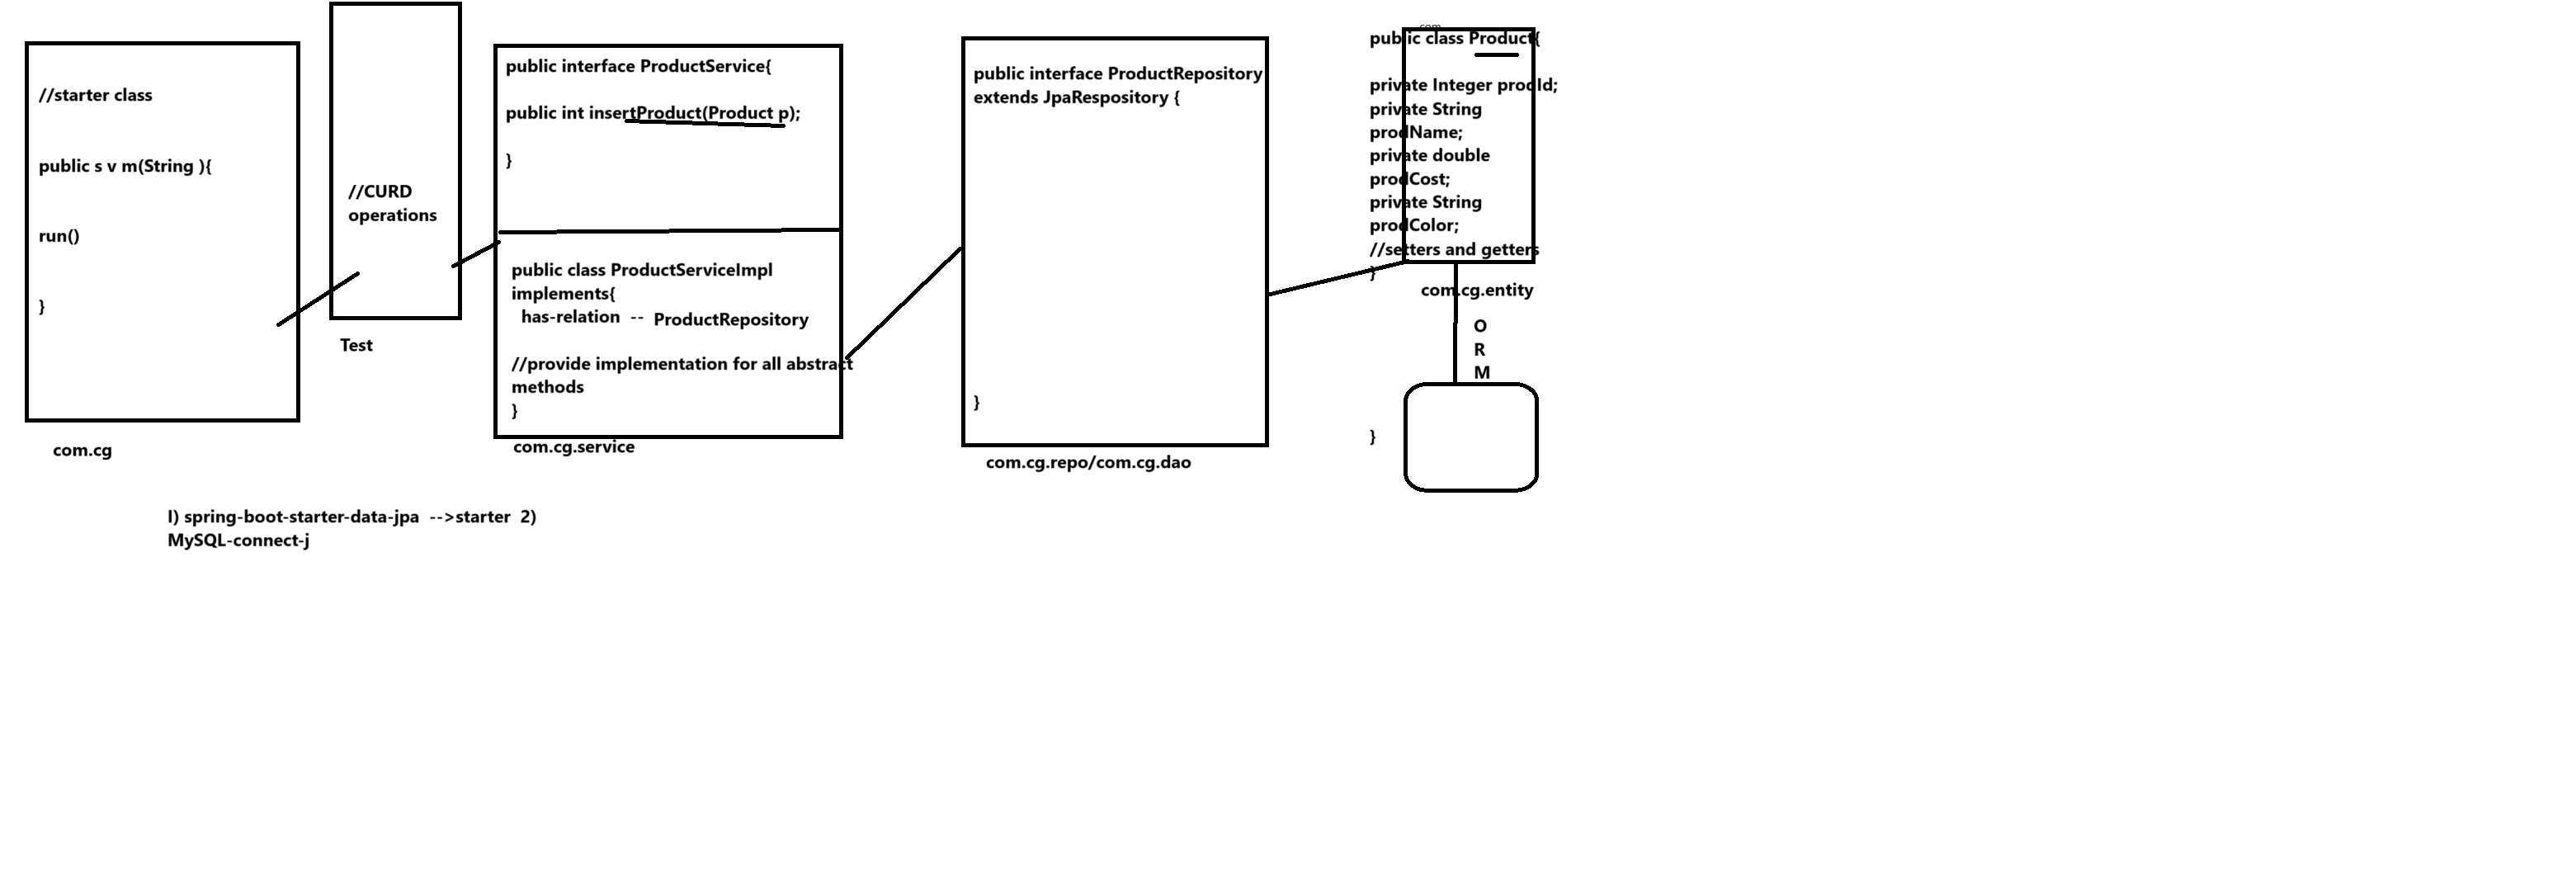 //starter class
public s v m(String ){
run()
}
com.cg
//CURD
operations
Test
public interface ProductService{
public int insertProduct(Product p);
}
public class ProductServiceImpl
implements{
has-relation -- ProductRepository
//provide implementation for all abstract
methods
}
com.cg.service
public interface ProductRepository
extends JpaRespository {
}
com.cg.repo/com.cg.dao
com
public class Product{
private Integer prodId;
private String
prodName;
private double
prodCost;
private String
prodColor;
//setters and getters
}
com.cg.entity
O
R
M
}
I) spring-boot-starter-data-jpa -->starter 2)
MySQL-connect-j